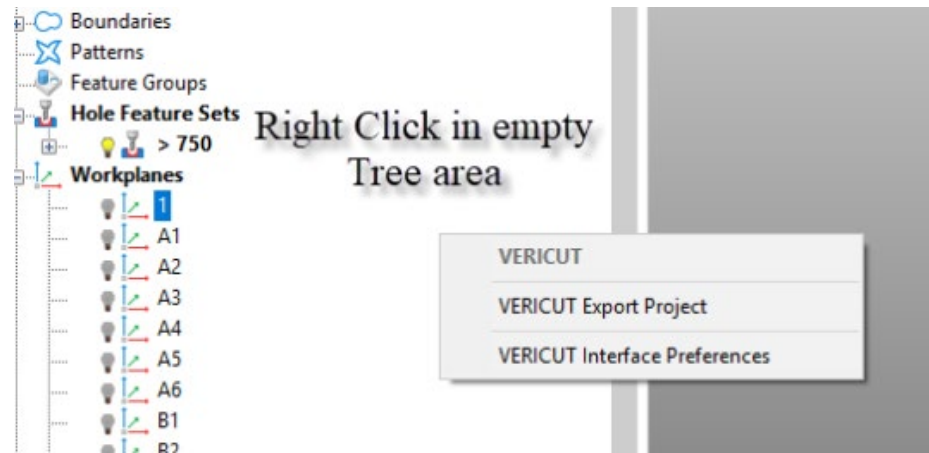 Boundaries
Patterns
Feature Groups
Hole Feature Sets
> 750
Right Click in empty
Tree area
Workplanes
1
A1
A2
A3
A4
A5
A6
B1
B2
VERICUT
VERICUT Export Project
VERICUT Interface Preferences